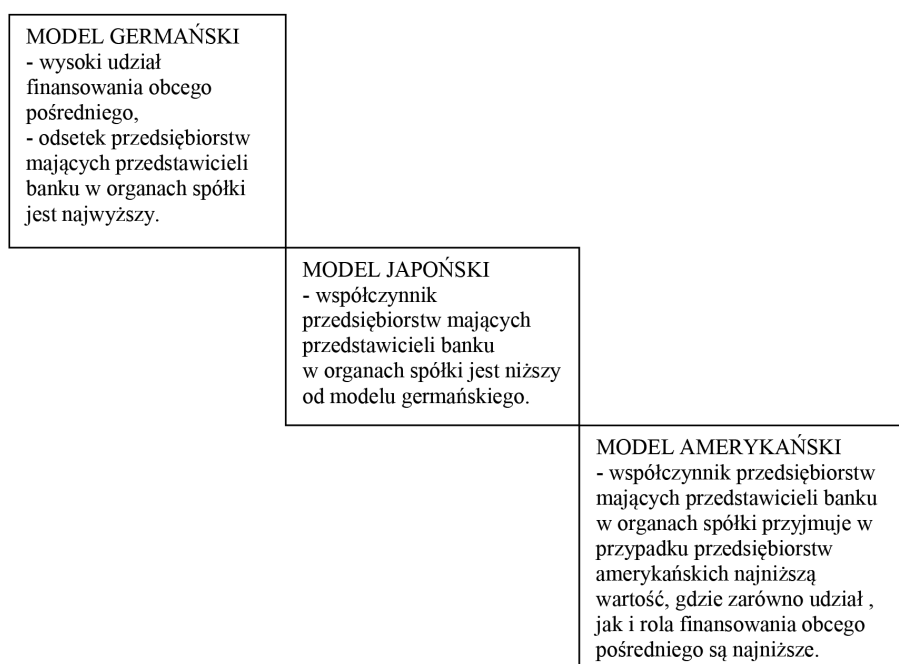 MODEL GERMAŃSKI
- wysoki udział
finansowania obcego
pośredniego,
- odsetek przedsiębiorstw
mających przedstawicieli
banku w organach spółki
jest najwyższy.
MODEL JAPOŃSKI
- współczynnik
przedsiębiorstw mających
przedstawicieli banku
w organach spółki jest niższy
od modelu germańskiego.
MODEL AMERYKAŃSKI
- współczynnik przedsiębiorstw
mających przedstawicieli banku
w organach spółki przyjmuje w
przypadku przedsiębiorstw
amerykańskich najniższą
wartość, gdzie zarówno udział ,
jak i rola finansowania obcego
pośredniego są najniższe.